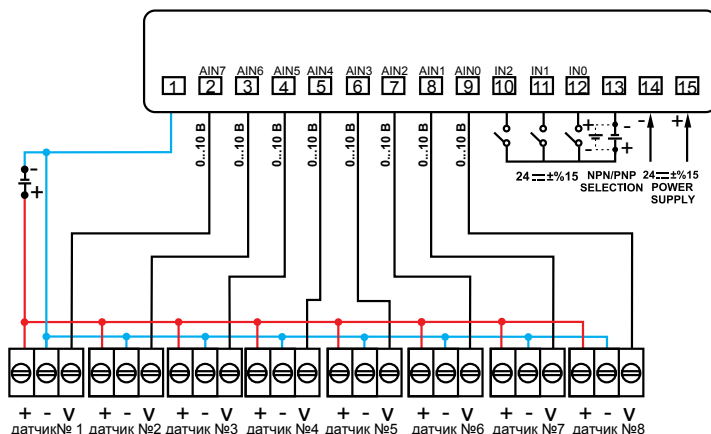 AIN7 AIN6 AIN5 AIN4 AIN3 AIN2 AIN1 AIN0 IN2 IN1 IN0
1 2 3 4 5 6 7 8 9 10 11 12 13 14 15
0...10 В 0...10 В 0...10 В 0...10 В 0...10 В 0...10 В 0...10 В 0...10 В
+ - - + - +
- +
24 ±%15 NPN/PNP SELECTION 24 ±%15 POWER SUPPLY
+ - V + - V + - V + - V + - V + - V + - V + - V
датчик№ 1 датчик №2 датчик №3 датчик №4 датчик №5 датчик №6 датчик №7 датчик №8